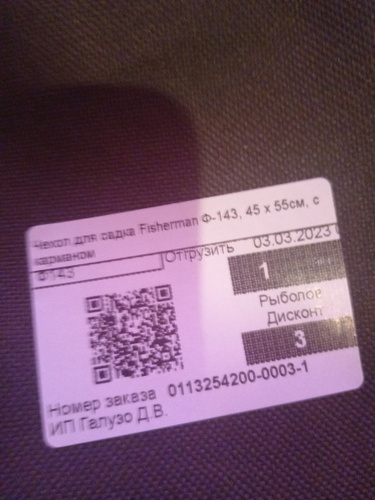 Чехол для садка Fisherman Ф-143, 45 x 55см, с
карманом
Ф143
Отгрузить 03.03.2023
1
Рыболов
Дисконт
3
Номер заказа 0113254200-0003-1
ИП Галузо Д.В.